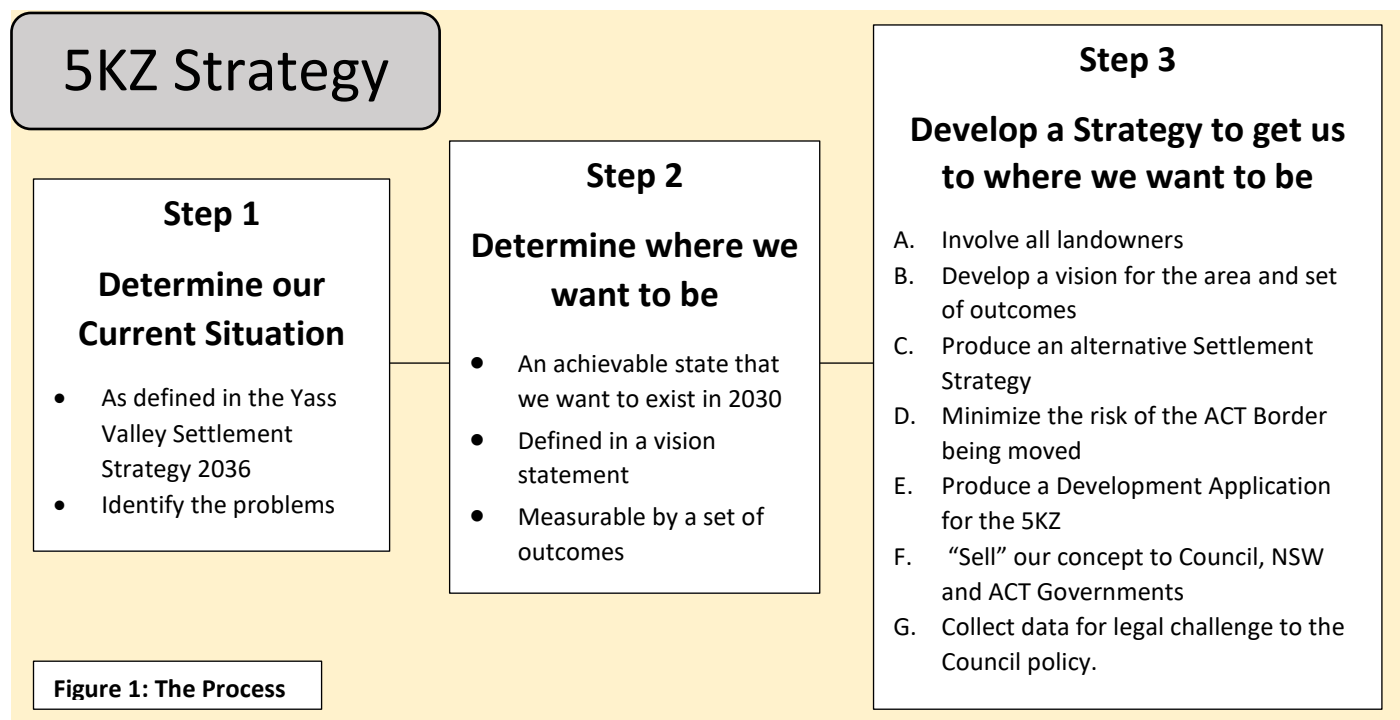 5KZ Strategy
Step 1
Determine our
Current Situation
• As defined in the Yass
Valley Settlement
Strategy 2036
• Identify the problems
Step 2
Determine where we
want to be
• An achievable state that
we want to exist in 2030
• Defined in a vision
statement
• Measurable by a set of
outcomes
Step 3
Develop a Strategy to get us
to where we want to be
A. Involve all landowners
B. Develop a vision for the area and set
of outcomes
C. Produce an alternative Settlement
Strategy
D. Minimize the risk of the ACT Border
being moved
E. Produce a Development Application
for the 5KZ
F. “Sell” our concept to Council, NSW
and ACT Governments
G. Collect data for legal challenge to the
Council policy.
Figure 1: The Process